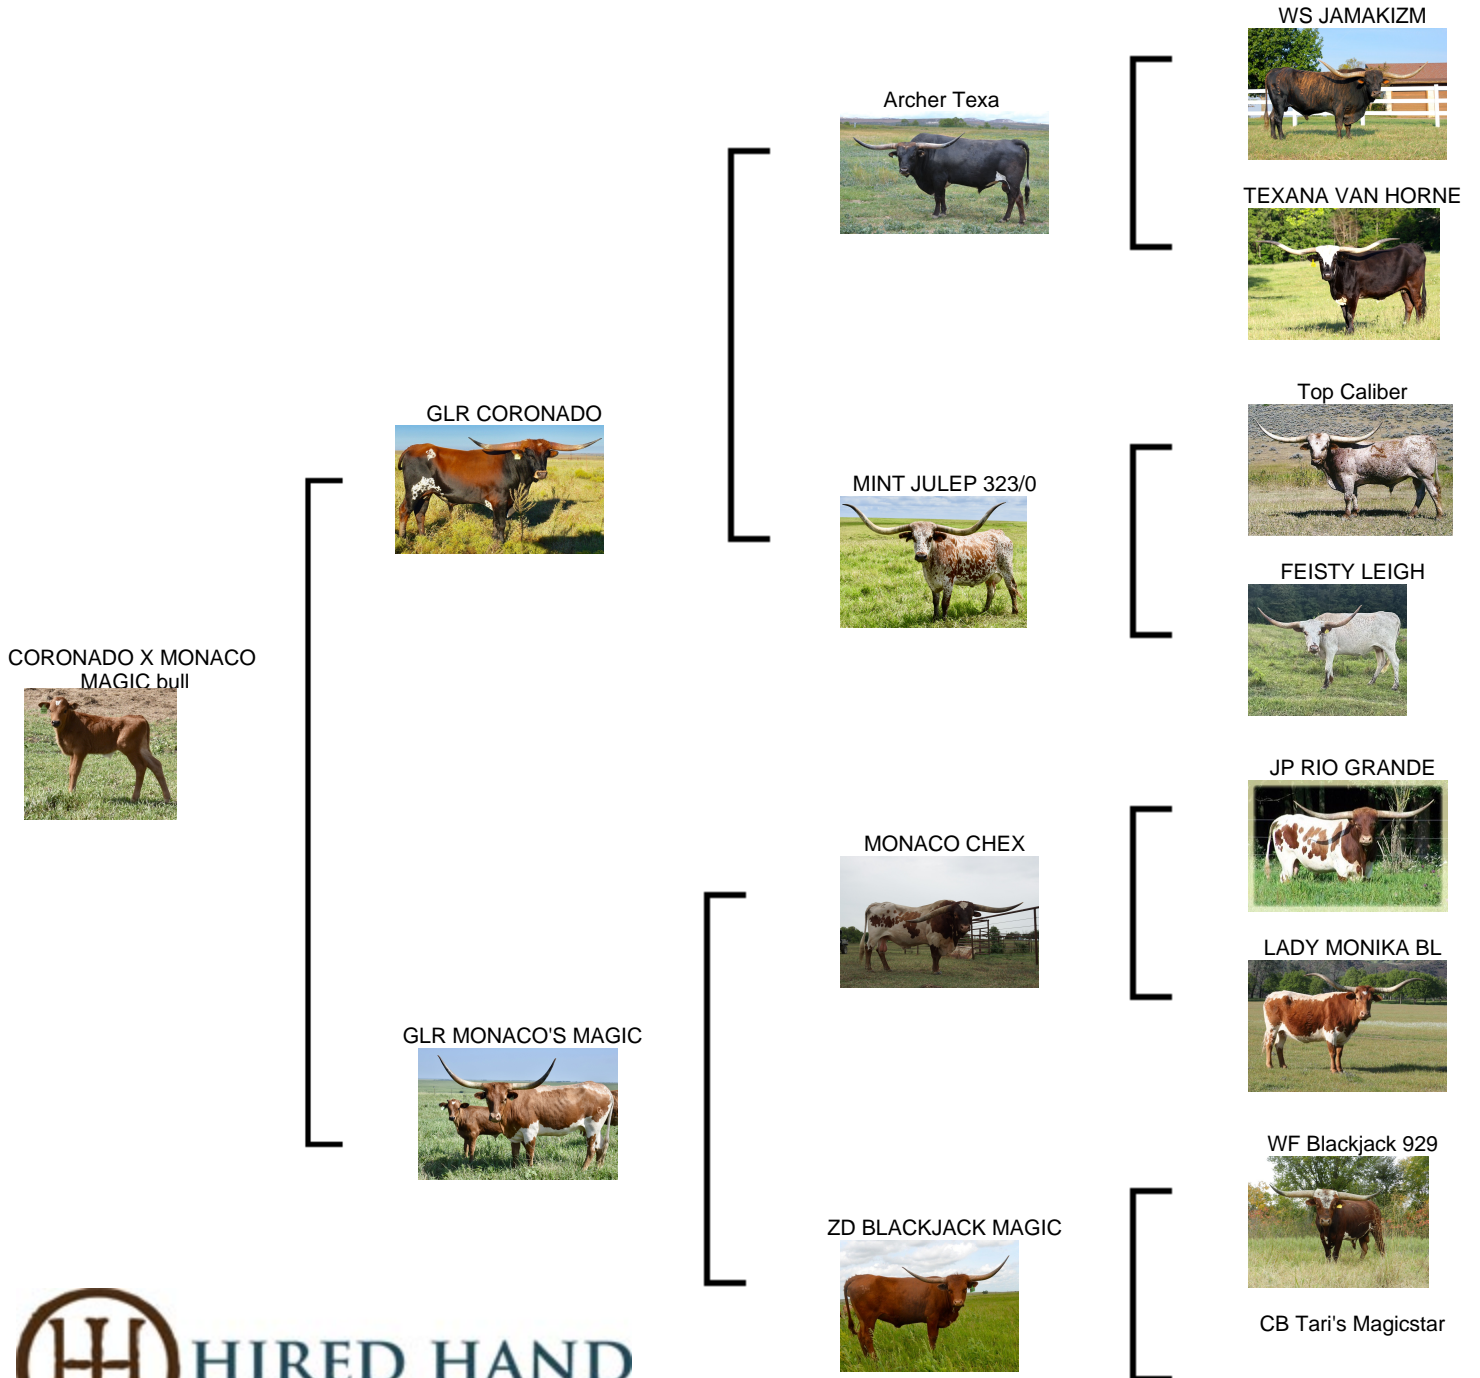 WS JAMAKIZM
Archer Texa
TEXANA VAN HORNE
Top Caliber
GLR CORONADO
MINT JULEP 323/0
FEISTY LEIGH
CORONADO X MONACO
MAGIC bull
JP RIO GRANDE
MONACO CHEX
LADY MONIKA BL
GLR MONACO'S MAGIC
WF Blackjack 929
ZD BLACKJACK MAGIC
CB Tari's Magicstar
HIRED HAND